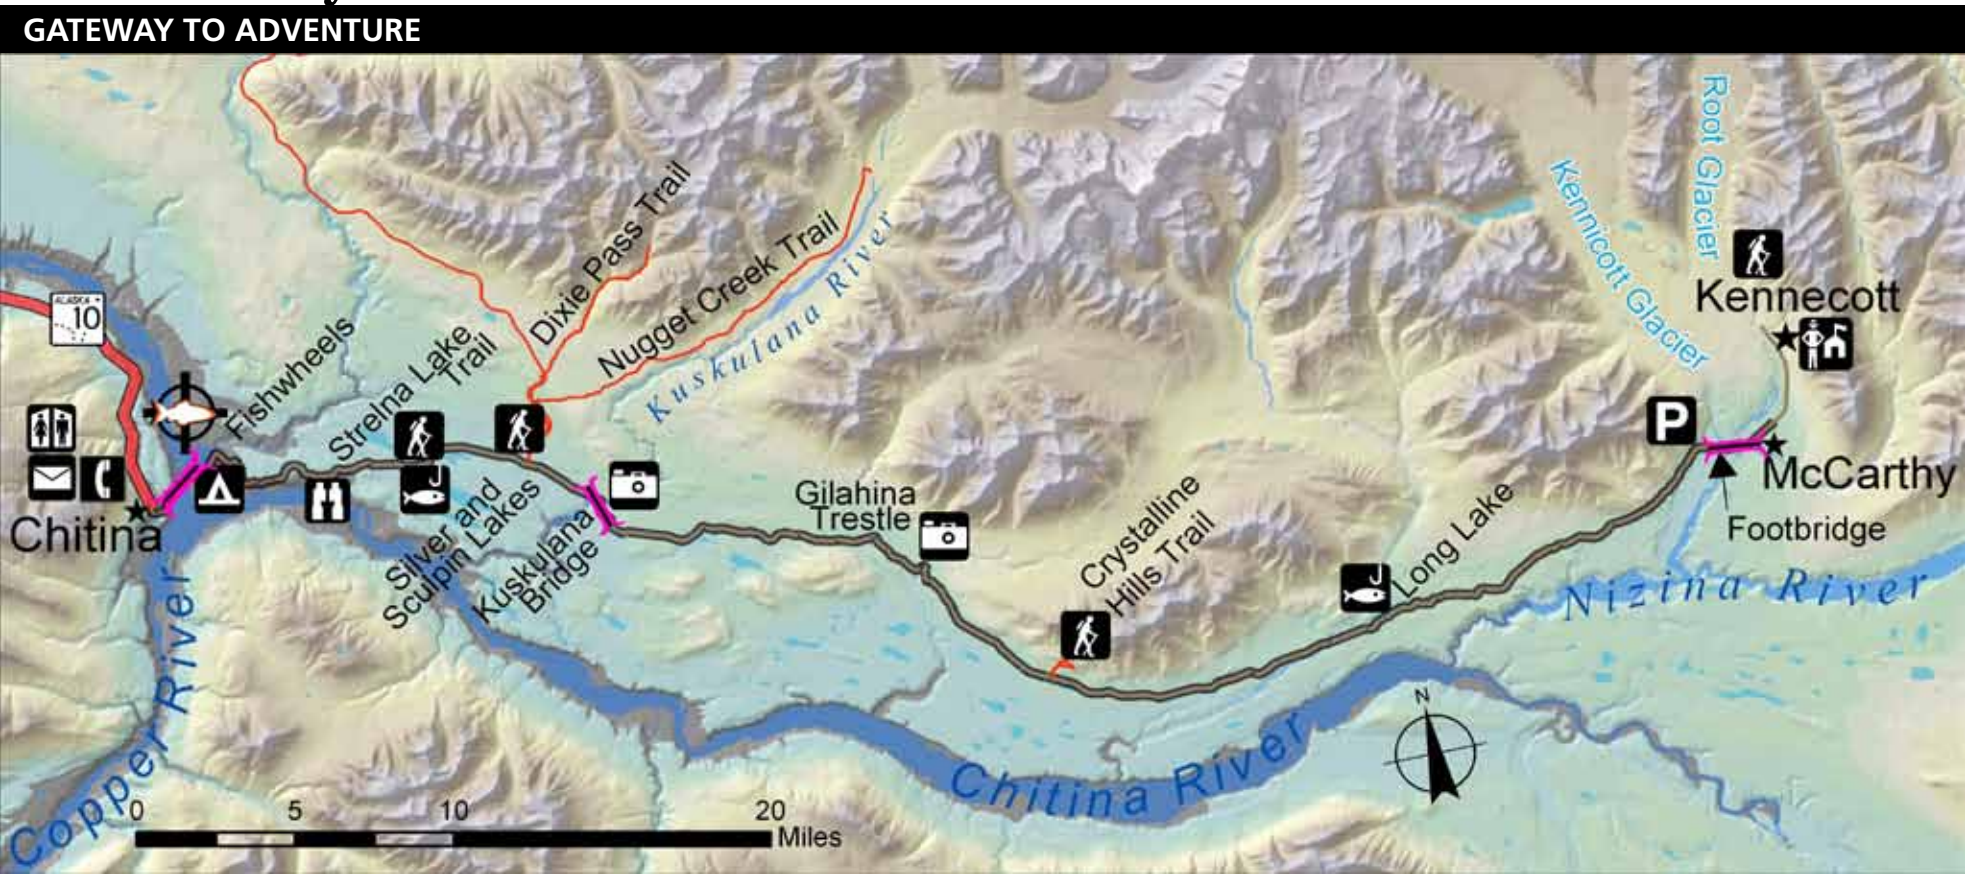 GATEWAY TO ADVENTURE
Root Glacier
Kennicott Glacier
Kennecott
Dixie Pass Trail
Nugget Creek Trail
Kuskulana River
ALASKA
10
Fishwheels
Strelna Lake
Trail
P
McCarthy
Footbridge
Chitina
Silver and
Sculpin Lakes
Kuskulana
Bridge
Gilahina
Trestle
Crystalline
Hills Trail
Long Lake
Nizina River
Copper River
Chitina River
N
0 5 10 20
Miles